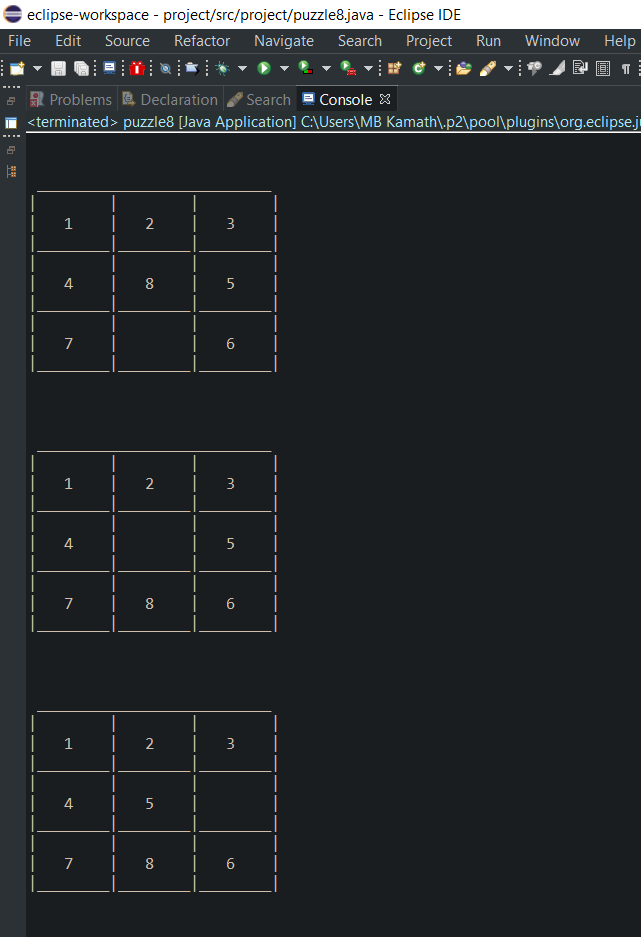 eclipse-workspace - project/src/project/puzzle8.java - Eclipse IDE
File Edit Source Refactor Navigate Search Project Run Window Help
Problems Declaration Search Console
<terminated> puzzle8 [Java Application] C:\Users\MB Kamath\.p2\pool\plugins\org.eclipse.ju
1 2 3
4 8 5
7 6
1 2 3
4 5
7 8 6
1 2 3
4 5
7 8 6